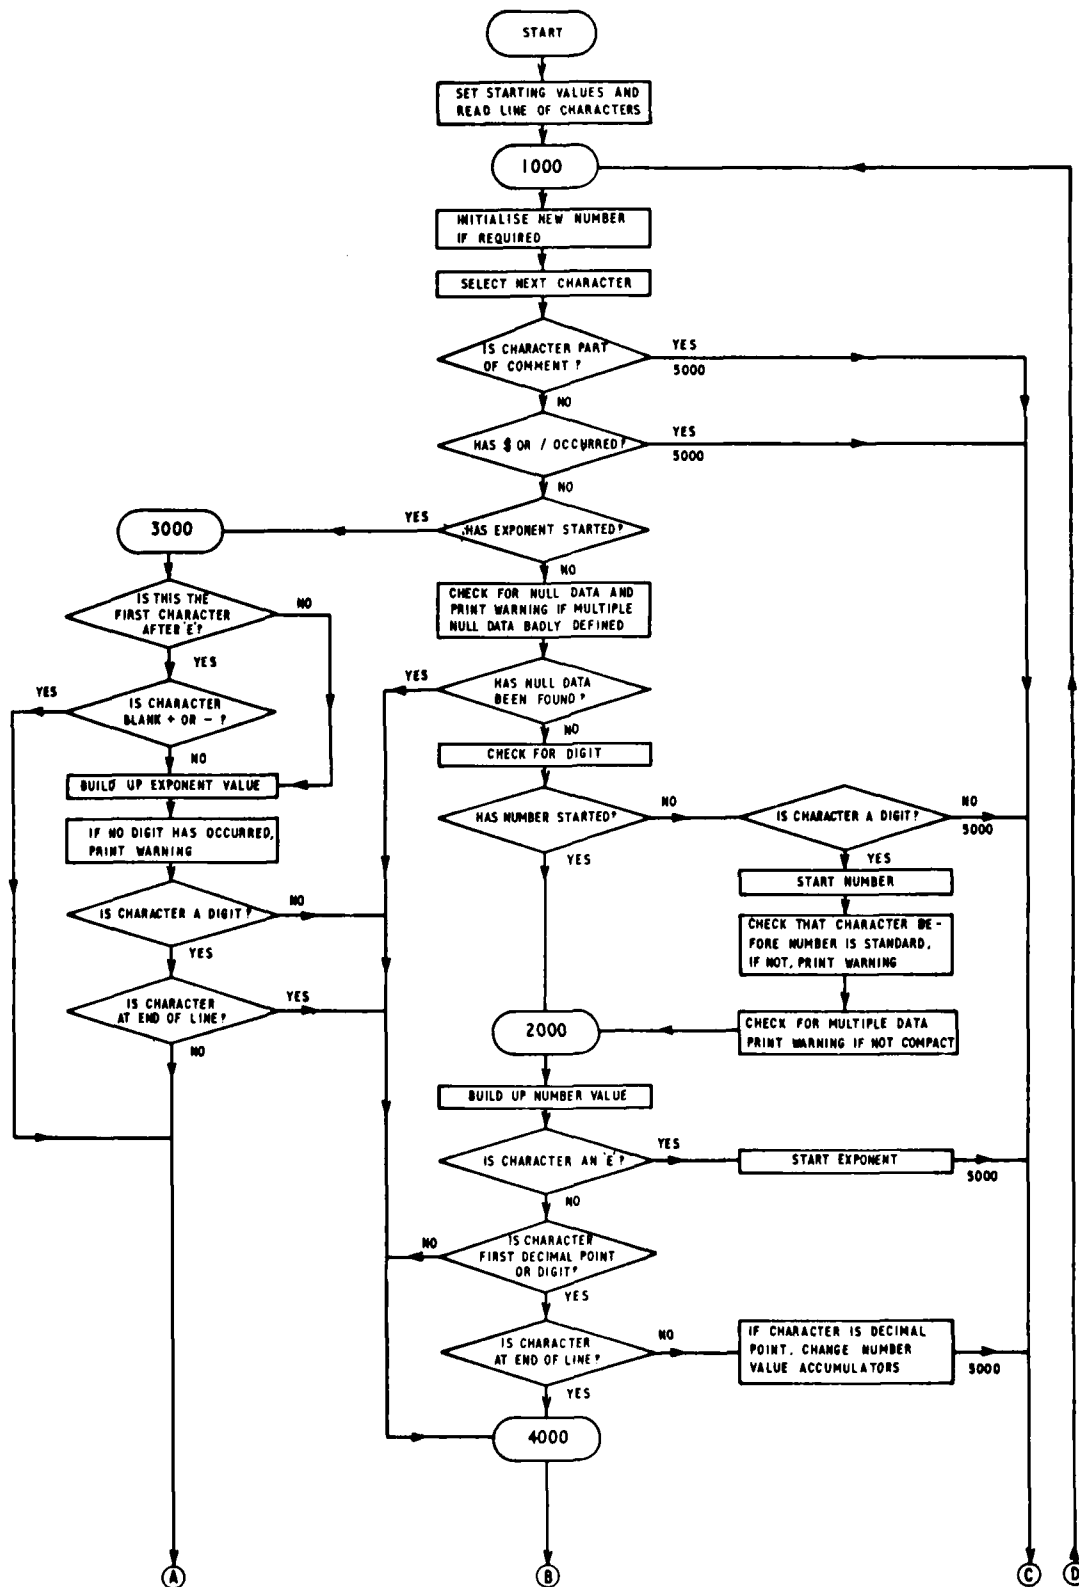 START
SET STARTING VALUES AND
READ LINE OF CHARACTERS
1000
INITIALISE NEW NUMBER
IF REQUIRED
SELECT NEXT CHARACTER
IS CHARACTER PART
OF COMMENT ?
YES
5000
NO
HAS $ OR / OCCURRED?
YES
5000
NO
HAS EXPONENT STARTED?
YES
3000
NO
IS THIS THE
FIRST CHARACTER
AFTER 'E'?
NO
YES
CHECK FOR NULL DATA AND
PRINT WARNING IF MULTIPLE
NULL DATA BADLY DEFINED
IS CHARACTER
BLANK + OR - ?
YES
NO
HAS NULL DATA
BEEN FOUND?
YES
NO
BUILD UP EXPONENT VALUE
CHECK FOR DIGIT
IF NO DIGIT HAS OCCURRED,
PRINT WARNING
HAS NUMBER STARTED?
NO
YES
IS CHARACTER A DIGIT?
NO
5000
YES
START NUMBER
IS CHARACTER A DIGIT?
NO
YES
CHECK THAT CHARACTER BE-
FORE NUMBER IS STANDARD,
IF NOT, PRINT WARNING
IS CHARACTER
AT END OF LINE?
YES
NO
2000
CHECK FOR MULTIPLE DATA
PRINT WARNING IF NOT COMPACT
BUILD UP NUMBER VALUE
IS CHARACTER AN 'E'?
YES
START EXPONENT
5000
NO
IS CHARACTER
FIRST DECIMAL POINT
OR DIGIT?
NO
YES
IS CHARACTER
AT END OF LINE?
NO
IF CHARACTER IS DECIMAL
POINT, CHANGE NUMBER
VALUE ACCUMULATORS
5000
YES
4000
A
B
C
D